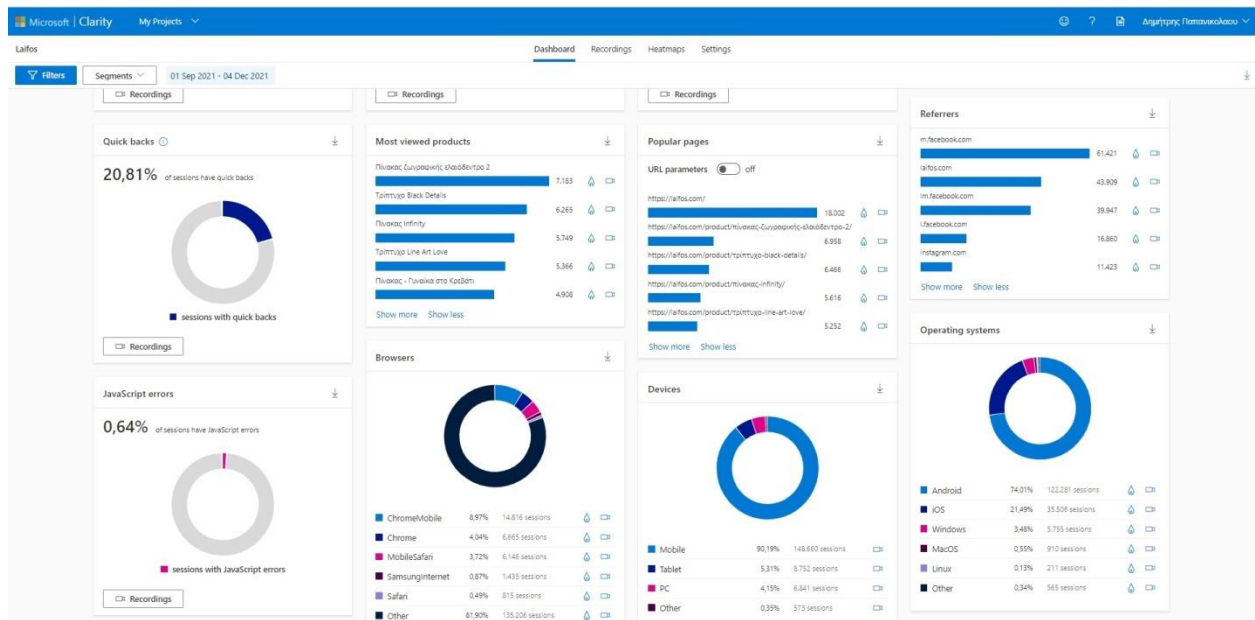 Microsoft | Clarity My Projects ? Δημήτρης Παπανικολαου
Laifos Dashboard Recordings Heatmaps Settings
Filters Segments 01 Sep 2021 - 04 Dec 2021
Recordings
Quick backs
20,81% of sessions have quick backs
sessions with quick backs
Recordings
JavaScript errors
0,64% of sessions have JavaScript errors
sessions with JavaScript errors
Recordings
Recordings
Most viewed products
Πίνακας ζωγραφικής ελαιόδεντρο 2
7.183
Τρίπτυχο Black Details
6.265
Πίνακας Infinity
5.749
Τρίπτυχο Line Art Love
5.366
Πίνακας - Γυναίκα στο Κρεβάτι
4.908
Show more Show less
Browsers
ChromeMobile 8,97% 14.816 sessions
Chrome 4,04% 6.665 sessions
MobileSafari 3,72% 6.146 sessions
SamsungInternet 0,87% 1.435 sessions
Safari 0,49% 815 sessions
Other 81,90% 135.206 sessions
Recordings
Popular pages
URL parameters off
https://laifos.com/
18.002
https://laifos.com/product/πίνακας-ζωγραφικής-ελαιόδεντρο-2/
6.958
https://laifos.com/product/τρίπτυχο-black-details/
6.466
https://laifos.com/product/πίνακας-infinity/
5.616
https://laifos.com/product/τρίπτυχο-line-art-love/
5.252
Show more Show less
Devices
Mobile 90,19% 148.660 sessions
Tablet 5,31% 8.752 sessions
PC 4,15% 6.841 sessions
Other 0,35% 573 sessions
Referrers
m.facebook.com
61.421
laifos.com
43.909
lm.facebook.com
39.947
l.facebook.com
16.860
instagram.com
11.423
Show more Show less
Operating systems
Android 74,01% 122.281 sessions
iOS 21,49% 35.506 sessions
Windows 3,48% 5.755 sessions
MacOS 0,55% 910 sessions
Linux 0,13% 211 sessions
Other 0,34% 565 sessions